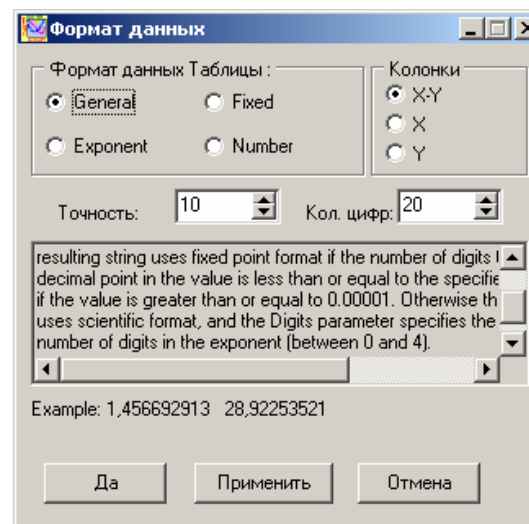 Формат данных
Формат данных Таблицы :
Колонки
General
Fixed
Exponent
Number
X-Y
X
Y
Точность:
10
Кол. цифр:
20
resulting string uses fixed point format if the number of digits
decimal point in the value is less than or equal to the specifie
if the value is greater than or equal to 0.00001. Otherwise th
uses scientific format, and the Digits parameter specifies the
number of digits in the exponent (between 0 and 4).
Example: 1,456692913 28,92253521
Да
Применить
Отмена